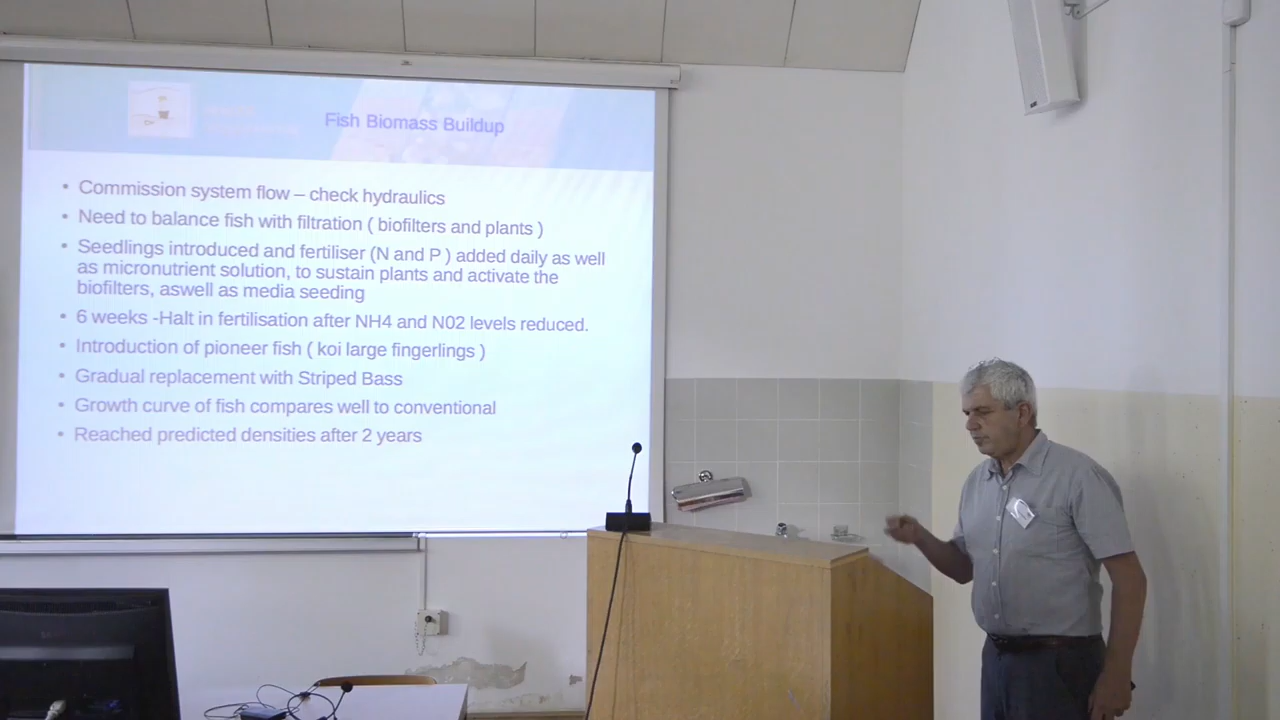 Fish Biomass Buildup
• Commission system flow – check hydraulics
• Need to balance fish with filtration ( biofilters and plants )
• Seedlings introduced and fertiliser (N and P ) added daily as well
as micronutrient solution, to sustain plants and activate the
biofilters, aswell as media seeding
• 6 weeks -Halt in fertilisation after NH4 and N02 levels reduced.
• Introduction of pioneer fish ( koi large fingerlings )
• Gradual replacement with Striped Bass
• Growth curve of fish compares well to conventional
• Reached predicted densities after 2 years